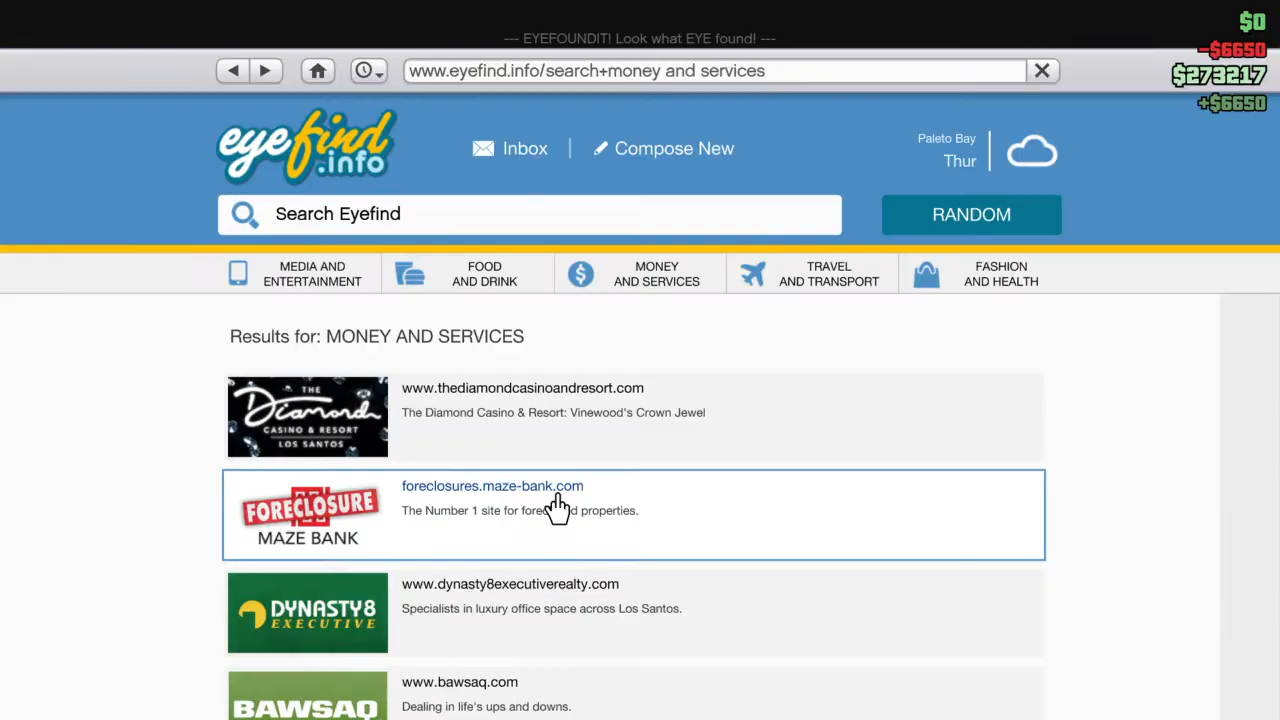 $0
--- EYEFOUNDIT! Look what EYE found! ---
-$6650
www.eyefind.info/search+money and services
$273217
+$6650
eyefind
.info
Inbox
Compose New
Paleto Bay
Thur
Search Eyefind
RANDOM
MEDIA AND
ENTERTAINMENT
FOOD
AND DRINK
MONEY
AND SERVICES
TRAVEL
AND TRANSPORT
FASHION
AND HEALTH
Results for: MONEY AND SERVICES
THE
Diamond
CASINO & RESORT
LOS SANTOS
www.thediamondcasinoandresort.com
The Diamond Casino & Resort: Vinewood's Crown Jewel
FORECLOSURE
MAZE BANK
foreclosures.maze-bank.com
The Number 1 site for foreclosed properties.
DYNASTY8
EXECUTIVE
www.dynasty8executiverealty.com
Specialists in luxury office space across Los Santos.
BAWSAQ
www.bawsaq.com
Dealing in life's ups and downs.